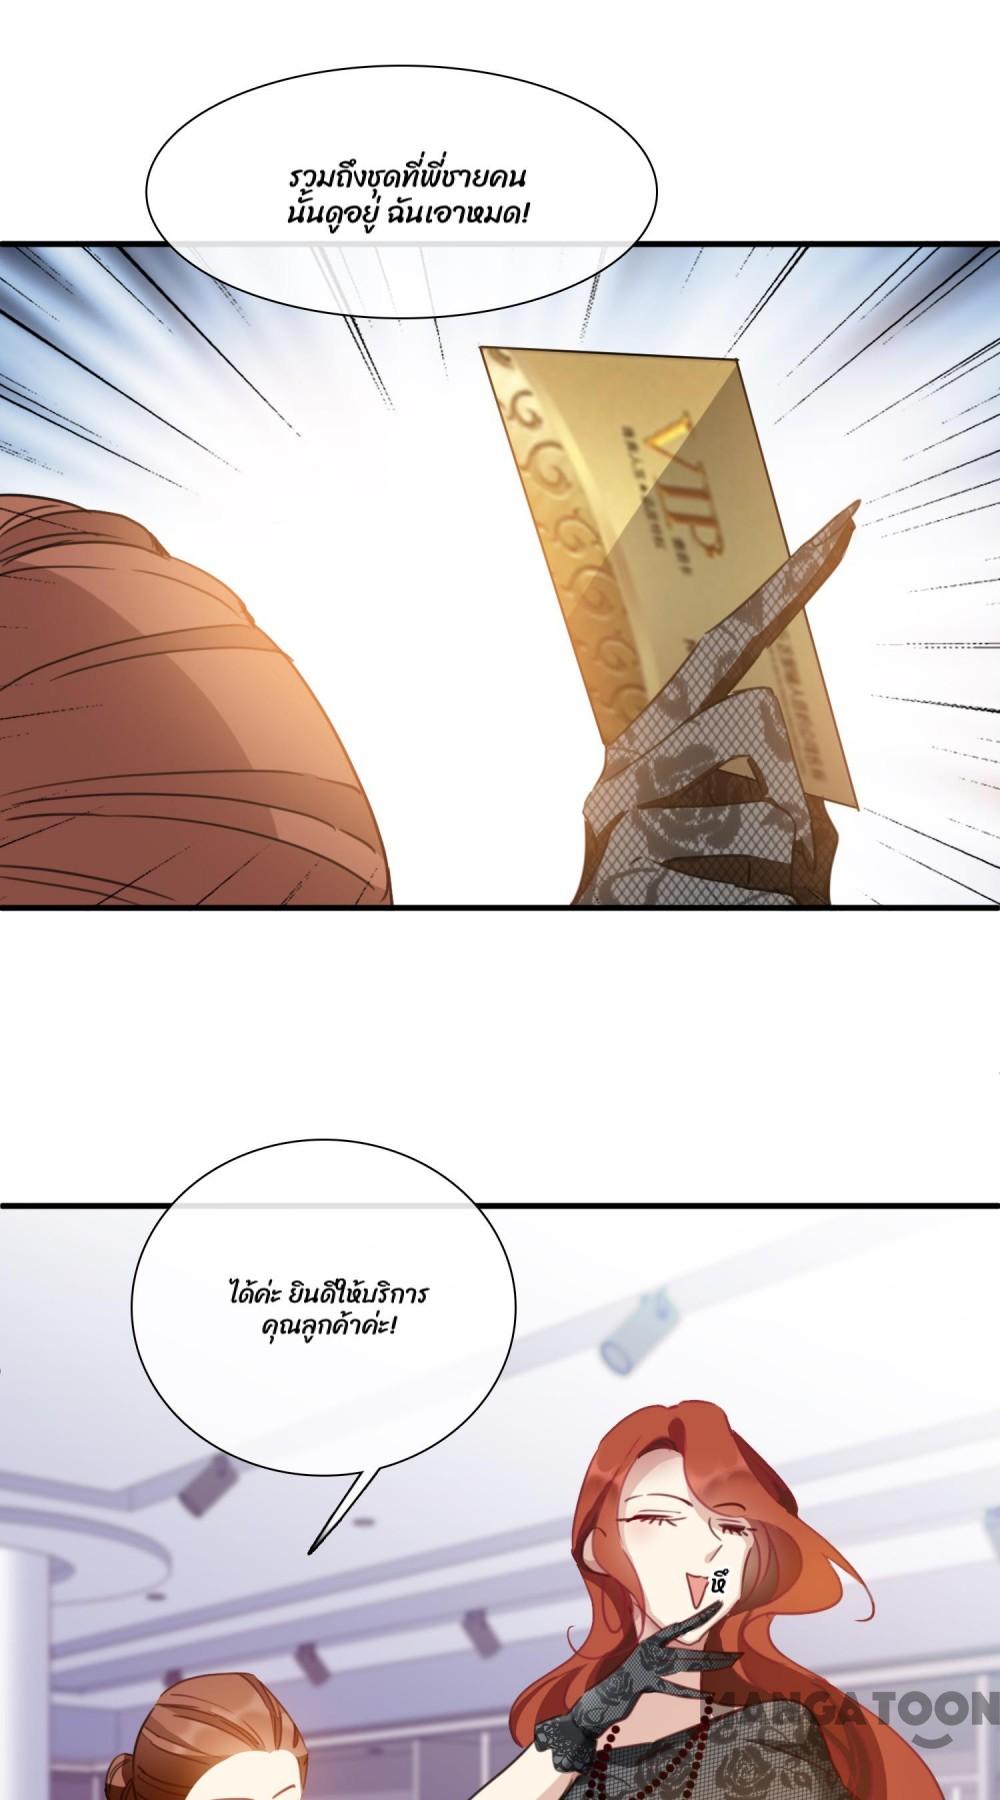 รวมถึงชุดที่พี่ชายคน
นั้นดูอยู่ ฉันเอาหมด!
VIP
ได้ค่ะ ยินดีให้บริการ
คุณลูกค้าค่ะ!
หึ
MANGATOON